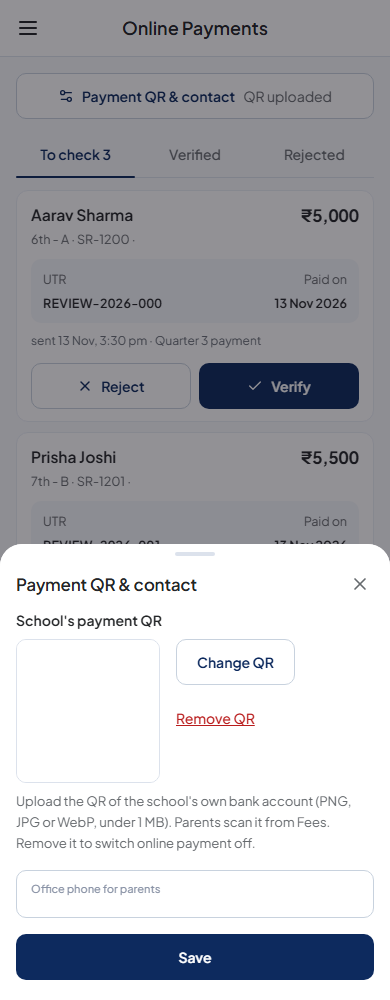 Online Payments
Payment QR & contact QR uploaded
To check 3 Verified Rejected
Aarav Sharma ₹5,000
6th - A · SR-1200 ·
UTR Paid on
REVIEW-2026-000 13 Nov 2026
sent 13 Nov, 3:30 pm · Quarter 3 payment
Reject Verify
Prisha Joshi ₹5,500
7th - B · SR-1201 ·
UTR Paid on
Payment QR & contact
School's payment QR
Change QR
Remove QR
Upload the QR of the school's own bank account (PNG,
JPG or WebP, under 1 MB). Parents scan it from Fees.
Remove it to switch online payment off.
Office phone for parents
Save